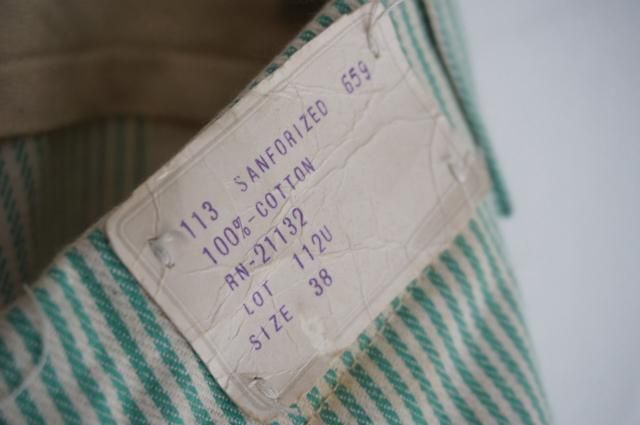 113 SANFORIZED 659
100%-COTTON
RN-21132
LOT 112U
SIZE 38